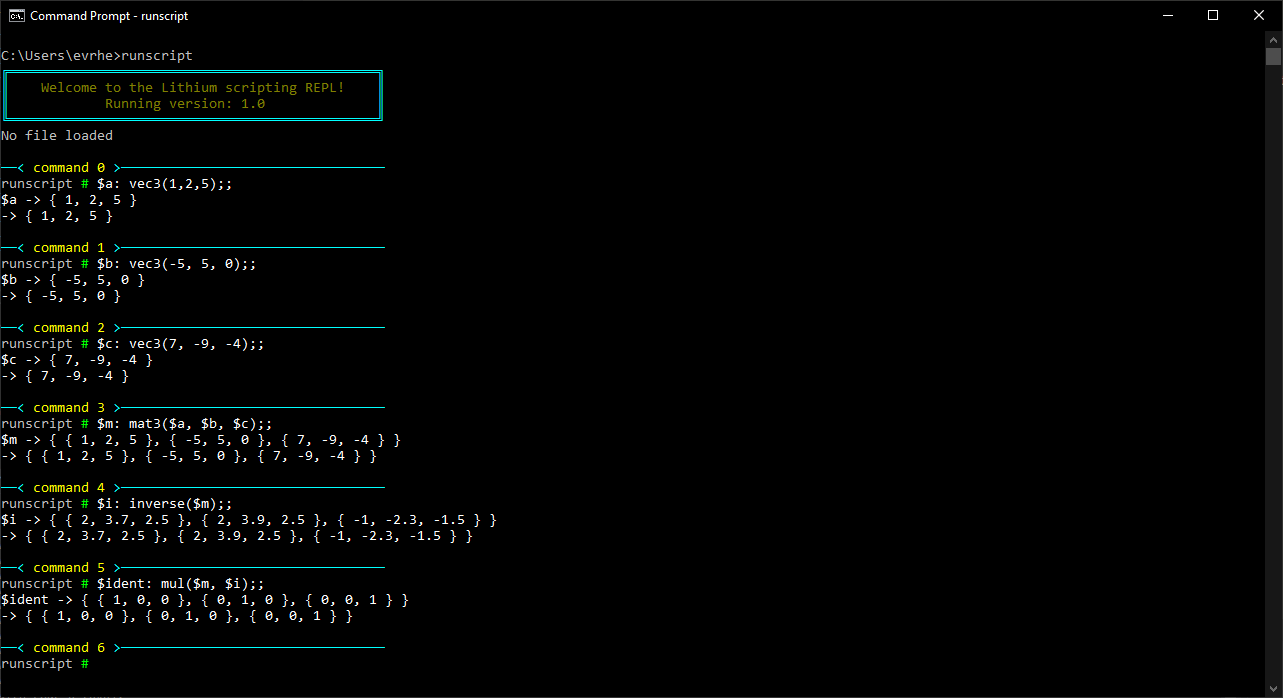 Command Prompt - runscript
C:\Users\evrhe>runscript
Welcome to the Lithium scripting REPL!
Running version: 1.0
No file loaded
──< command 0 >─────────────────────────────────
runscript # $a: vec3(1,2,5);;
$a -> { 1, 2, 5 }
-> { 1, 2, 5 }
──< command 1 >─────────────────────────────────
runscript # $b: vec3(-5, 5, 0);;
$b -> { -5, 5, 0 }
-> { -5, 5, 0 }
──< command 2 >─────────────────────────────────
runscript # $c: vec3(7, -9, -4);;
$c -> { 7, -9, -4 }
-> { 7, -9, -4 }
──< command 3 >─────────────────────────────────
runscript # $m: mat3($a, $b, $c);;
$m -> { { 1, 2, 5 }, { -5, 5, 0 }, { 7, -9, -4 } }
-> { { 1, 2, 5 }, { -5, 5, 0 }, { 7, -9, -4 } }
──< command 4 >─────────────────────────────────
runscript # $i: inverse($m);;
$i -> { { 2, 3.7, 2.5 }, { 2, 3.9, 2.5 }, { -1, -2.3, -1.5 } }
-> { { 2, 3.7, 2.5 }, { 2, 3.9, 2.5 }, { -1, -2.3, -1.5 } }
──< command 5 >─────────────────────────────────
runscript # $ident: mul($m, $i);;
$ident -> { { 1, 0, 0 }, { 0, 1, 0 }, { 0, 0, 1 } }
-> { { 1, 0, 0 }, { 0, 1, 0 }, { 0, 0, 1 } }
──< command 6 >─────────────────────────────────
runscript #